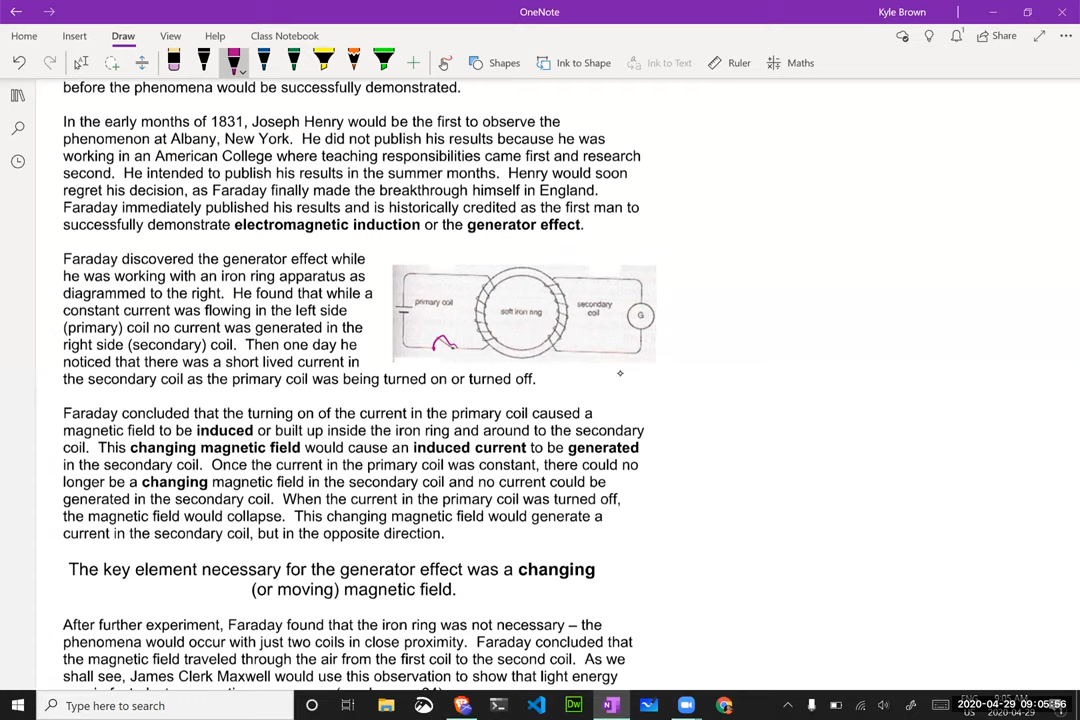 OneNote
Kyle Brown
Home Insert Draw View Help Class Notebook
Share
Shapes Ink to Shape Ink to Text Ruler Maths
before the phenomena would be successfully demonstrated.
In the early months of 1831, Joseph Henry would be the first to observe the
phenomenon at Albany, New York. He did not publish his results because he was
working in an American College where teaching responsibilities came first and research
second. He intended to publish his results in the summer months. Henry would soon
regret his decision, as Faraday finally made the breakthrough himself in England.
Faraday immediately published his results and is historically credited as the first man to
successfully demonstrate electromagnetic induction or the generator effect.
Faraday discovered the generator effect while
he was working with an iron ring apparatus as
diagrammed to the right. He found that while a
constant current was flowing in the left side
(primary) coil no current was generated in the
right side (secondary) coil. Then one day he
noticed that there was a short lived current in
the secondary coil as the primary coil was being turned on or turned off.
primary coil
soft iron ring
secondary
coil
G
Faraday concluded that the turning on of the current in the primary coil caused a
magnetic field to be induced or built up inside the iron ring and around to the secondary
coil. This changing magnetic field would cause an induced current to be generated
in the secondary coil. Once the current in the primary coil was constant, there could no
longer be a changing magnetic field in the secondary coil and no current could be
generated in the secondary coil. When the current in the primary coil was turned off,
the magnetic field would collapse. This changing magnetic field would generate a
current in the secondary coil, but in the opposite direction.
The key element necessary for the generator effect was a changing
(or moving) magnetic field.
After further experiment, Faraday found that the iron ring was not necessary – the
phenomena would occur with just two coils in close proximity. Faraday concluded that
the magnetic field traveled through the air from the first coil to the second coil. As we
shall see, James Clerk Maxwell would use this observation to show that light energy
Type here to search
Dw
N
ENG
US
9:05 AM
2020-04-29
2020-04-29 09:05:56